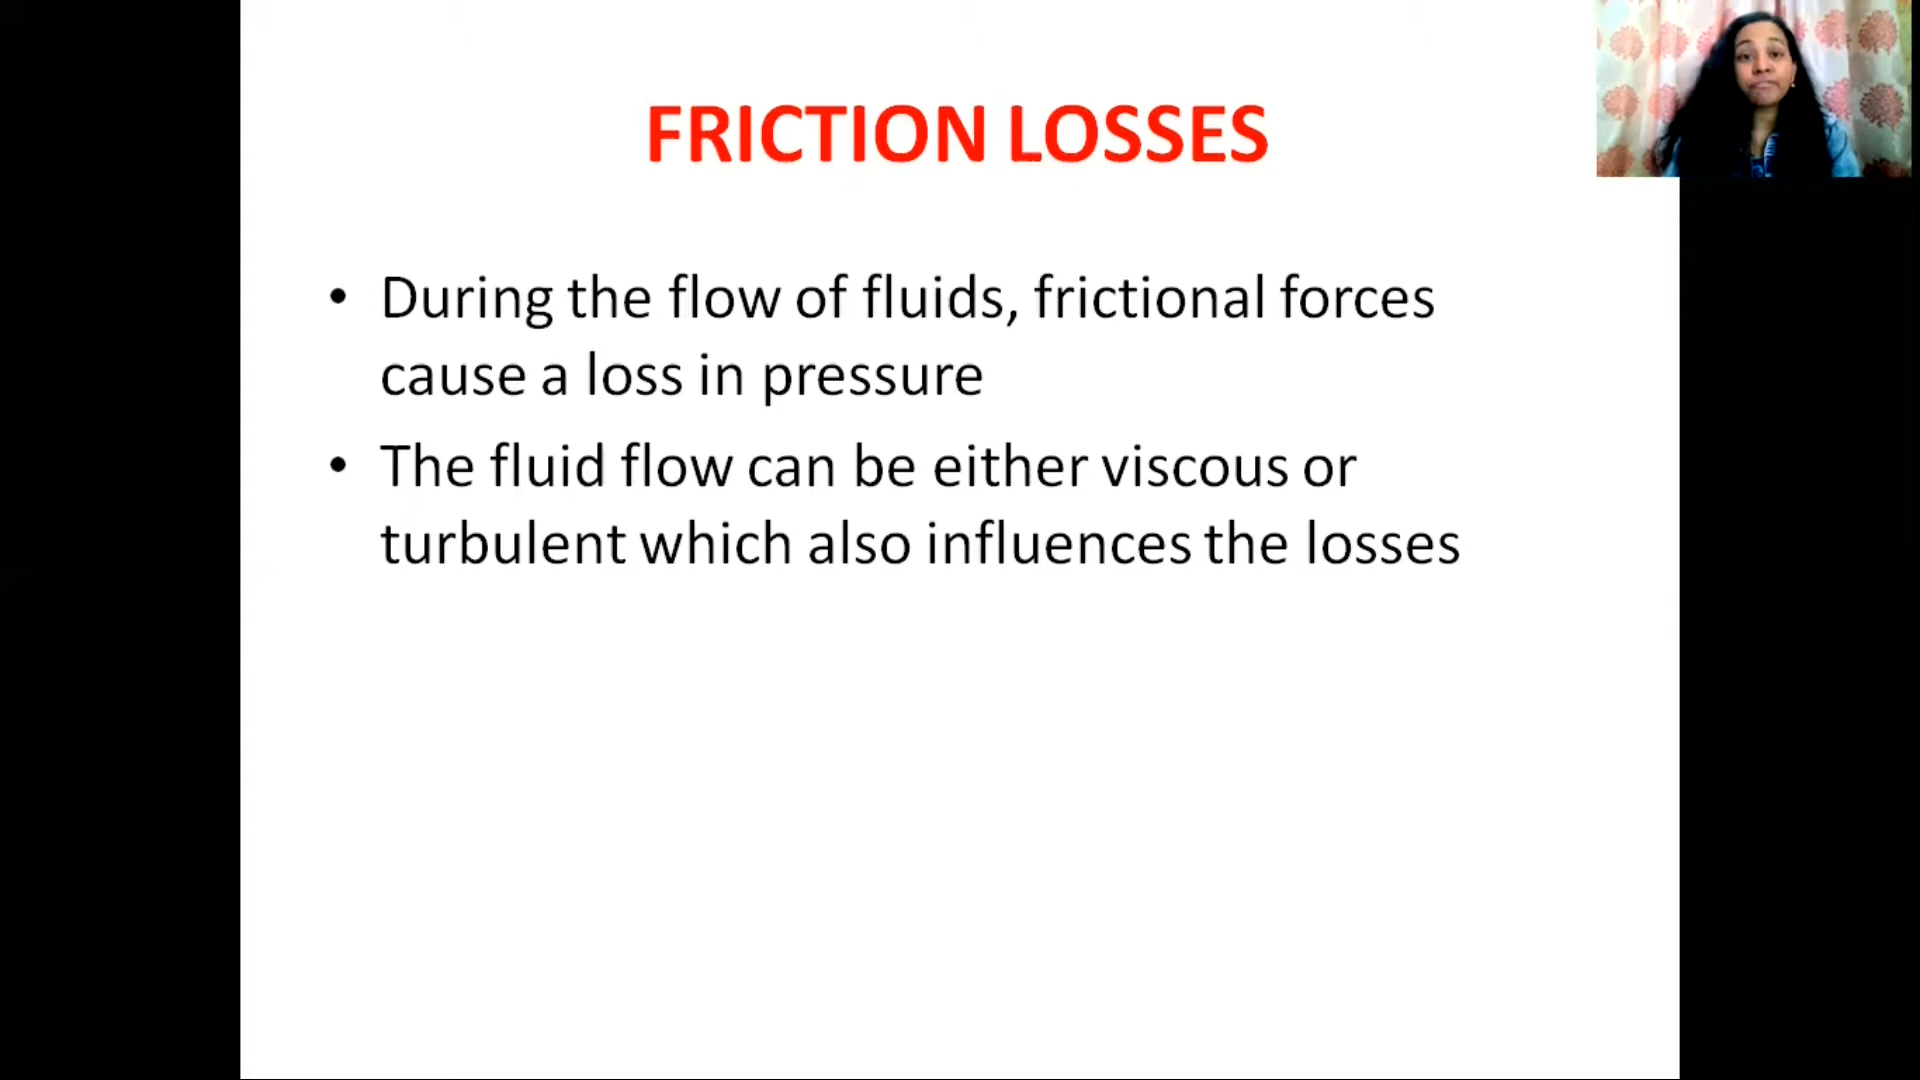 FRICTION LOSSES
• During the flow of fluids, frictional forces
cause a loss in pressure
• The fluid flow can be either viscous or
turbulent which also influences the losses